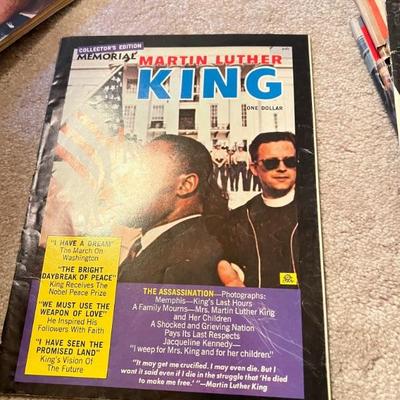 COLLECTOR'S EDITION
MEMORIAL
MARTIN LUTHER
KING
ONE DOLLAR
"I HAVE A DREAM"
The March On
Washington
"THE BRIGHT
DAYBREAK OF PEACE"
King Receives The
Nobel Peace Prize
"WE MUST USE THE
WEAPON OF LOVE"
He Inspired His
Followers With Faith
"I HAVE SEEN THE
PROMISED LAND"
King's Vision Of
The Future
THE ASSASSINATION—Photographs:
Memphis—King's Last Hours
A Family Mourns—Mrs. Martin Luther King
and Her Children
A Shocked and Grieving Nation
Pays Its Last Respects
Jacqueline Kennedy—
"I weep for Mrs. King and for her children."
"It may get me crucified. I may even die. But I
want it said even if I die in the struggle that 'He died
to make me free.' "—Martin Luther King